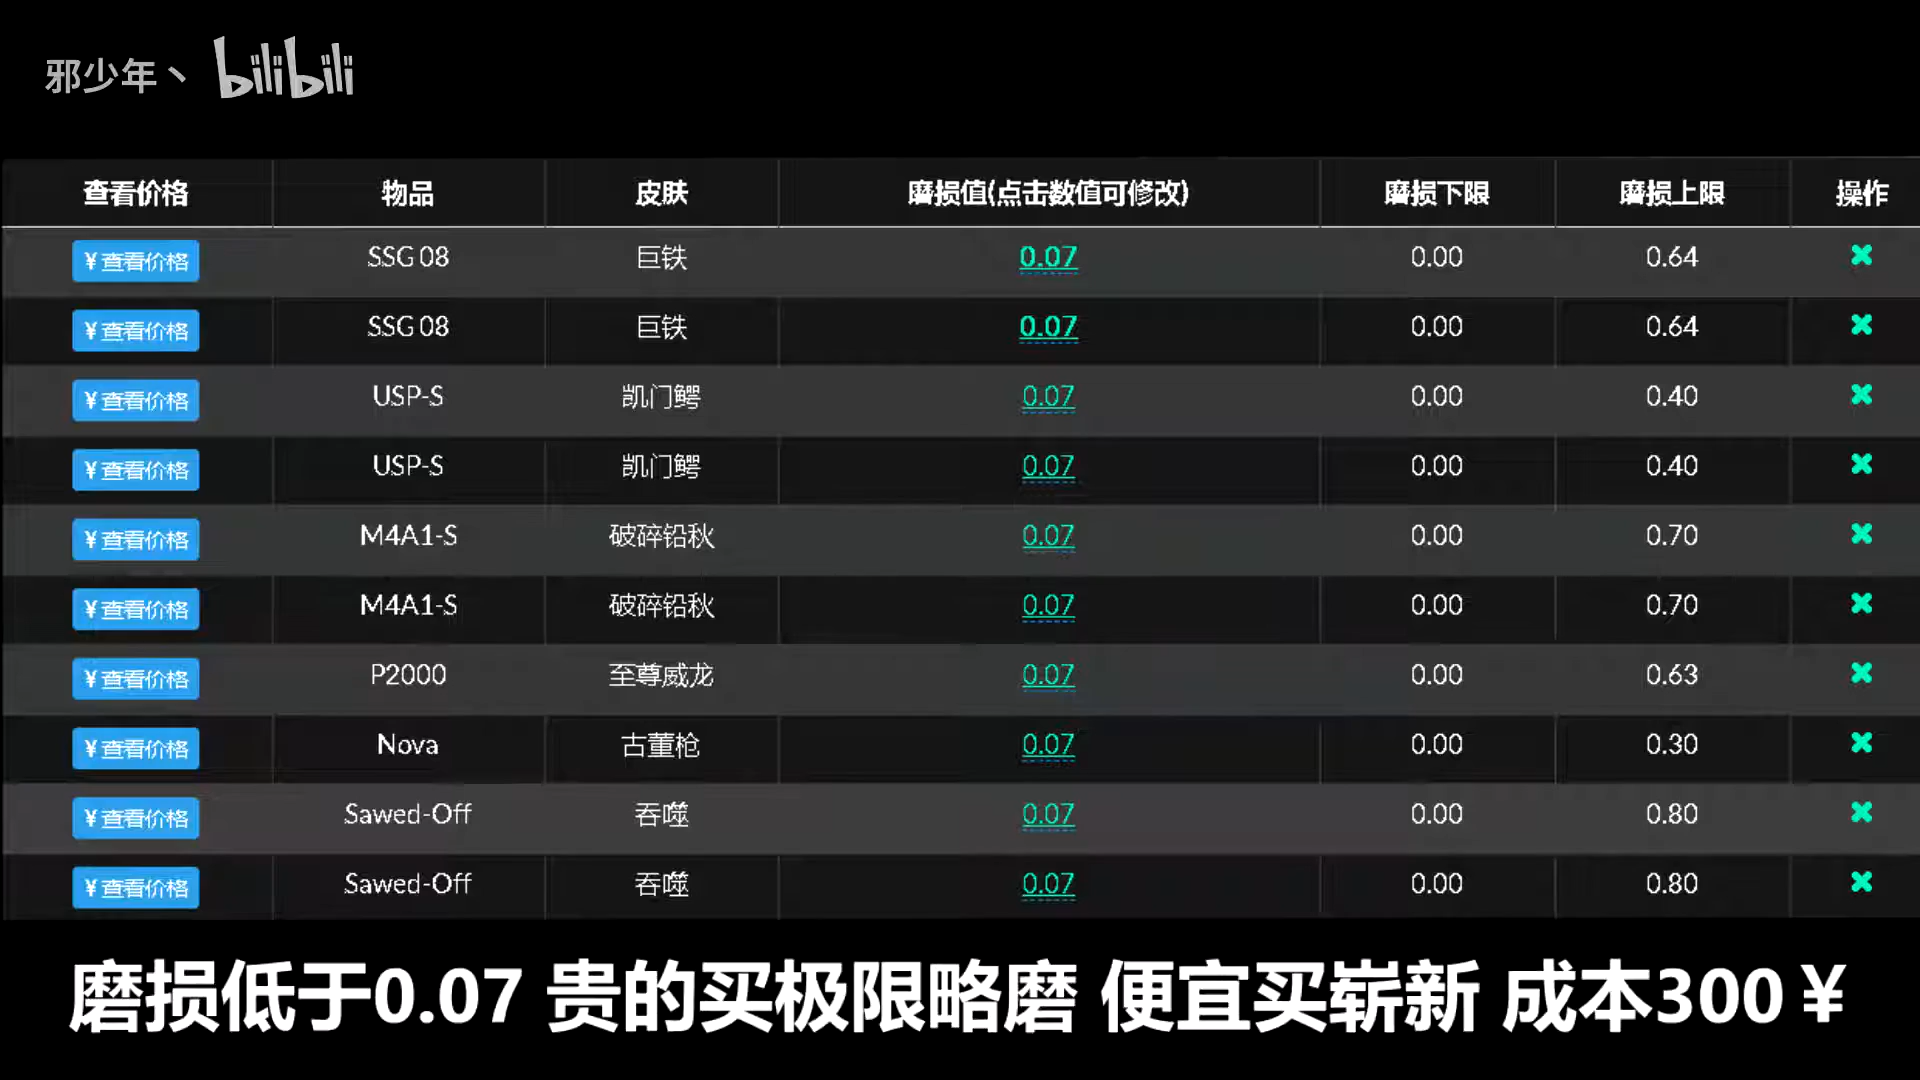 邪少年丶 bilibili
查看价格 物品 皮肤 磨损值(点击数值可修改) 磨损下限 磨损上限 操作
¥查看价格 SSG 08 巨铁 0.07 0.00 0.64 ✖
¥查看价格 SSG 08 巨铁 0.07 0.00 0.64 ✖
¥查看价格 USP-S 凯门鳄 0.07 0.00 0.40 ✖
¥查看价格 USP-S 凯门鳄 0.07 0.00 0.40 ✖
¥查看价格 M4A1-S 破碎铅秋 0.07 0.00 0.70 ✖
¥查看价格 M4A1-S 破碎铅秋 0.07 0.00 0.70 ✖
¥查看价格 P2000 至尊威龙 0.07 0.00 0.63 ✖
¥查看价格 Nova 古董枪 0.07 0.00 0.30 ✖
¥查看价格 Sawed-Off 吞噬 0.07 0.00 0.80 ✖
¥查看价格 Sawed-Off 吞噬 0.07 0.00 0.80 ✖
磨损低于0.07 贵的买极限略磨 便宜买崭新 成本300¥